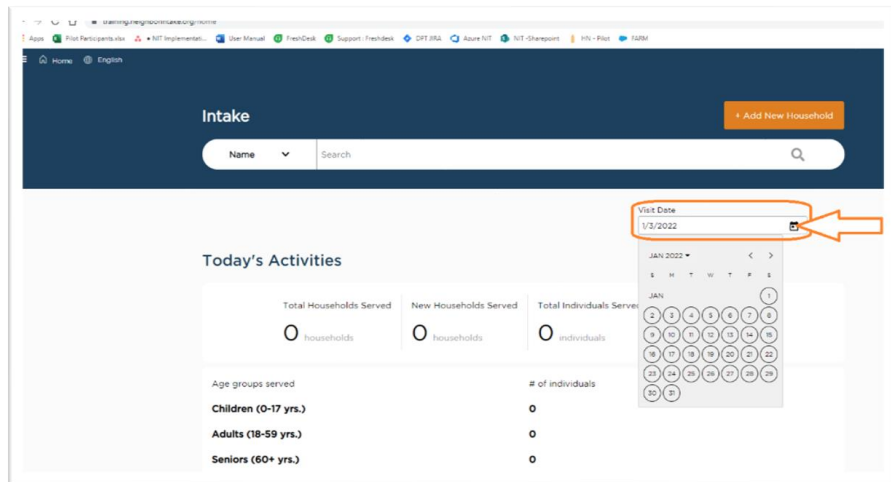 training.neighborintake.org/home
Apps Pilot Participants.xlsx • NIT Implementati... User Manual FreshDesk Support : Freshdesk DPT JIRA Azure NIT NIT -Sharepoint HN - Pilot FARM
Home English
Intake
+ Add New Household
Name Search
Visit Date
1/3/2022
JAN 2022
S M T W T F S
JAN 1
2 3 4 5 6 7 8
9 10 11 12 13 14 15
16 17 18 19 20 21 22
23 24 25 26 27 28 29
30 31
Today's Activities
Total Households Served New Households Served Total Individuals Served
0 households 0 households 0 individuals
Age groups served # of individuals
Children (0-17 yrs.) 0
Adults (18-59 yrs.) 0
Seniors (60+ yrs.) 0